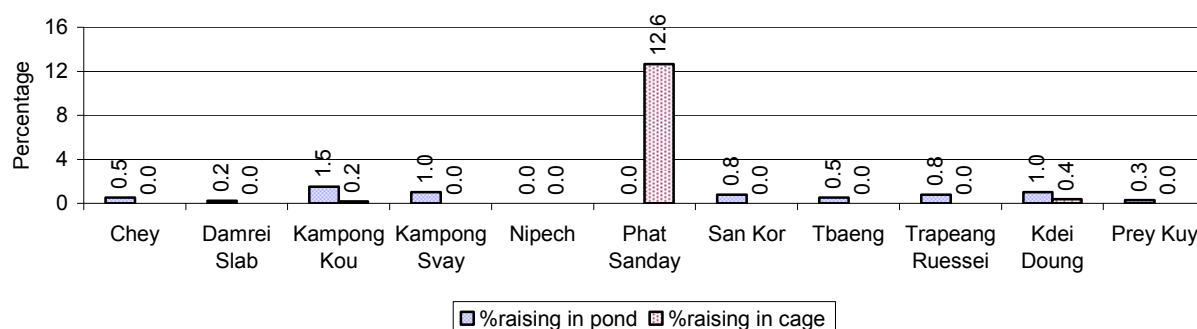 Percentage
16
12
8
4
0
0.5 0.0 0.2 0.0 1.5 0.2 1.0 0.0 0.0 0.0 0.0 12.6 0.8 0.0 0.5 0.0 0.8 0.0 1.0 0.4 0.3 0.0
Chey Damrei Kampong Kampong Nipech Phat San Kor Tbaeng Trapeang Kdei Prey Kuy
Slab Kou Svay Sanday Ruessei Doung
%raising in pond %raising in cage